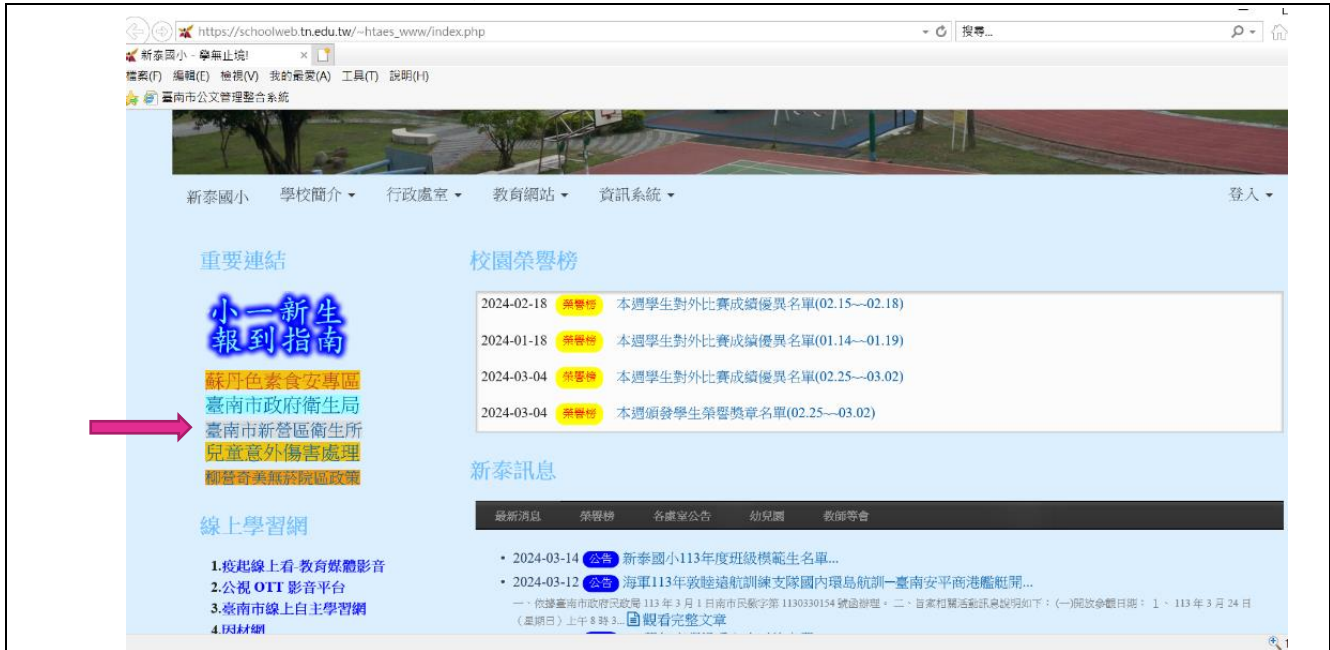 https://schoolweb.tn.edu.tw/~htaes_www/index.php
搜尋...
新泰國小 - 學無止境!
檔案(F) 編輯(E) 檢視(V) 我的最愛(A) 工具(T) 說明(H)
臺南市公文管理整合系統
新泰國小 學校簡介 行政處室 教育網站 資訊系統 登入
重要連結
小一新生
報到指南
蘇丹色素食安專區
臺南市政府衛生局
臺南市新營區衛生所
兒童意外傷害處理
柳營奇美無菸院區政策
線上學習網
1.疫起線上看-教育媒體影音
2.公視 OTT 影音平台
3.臺南市線上自主學習網
4.因材網
校園榮譽榜
2024-02-18 榮譽榜 本週學生對外比賽成績優異名單(02.15~~02.18)
2024-01-18 榮譽榜 本週學生對外比賽成績優異名單(01.14~~01.19)
2024-03-04 榮譽榜 本週學生對外比賽成績優異名單(02.25~~03.02)
2024-03-04 榮譽榜 本週頒發學生榮譽獎章名單(02.25~~03.02)
新泰訊息
最新消息 榮譽榜 各處室公告 幼兒園 教師等會
• 2024-03-14 公告 新泰國小113年度班級模範生名單...
• 2024-03-12 公告 海軍113年敦睦遠航訓練支隊國內環島航訓─臺南安平商港艦艇開...
一、依據臺南市政府民政局 113 年 3 月 1 日南市民教字第 1130330154 號函辦理。 二、旨案相關活動訊息說明如下： (一)開放參觀日期： 1、 113 年 3 月 24 日
(星期日) 上午 8 時 3... 觀看完整文章